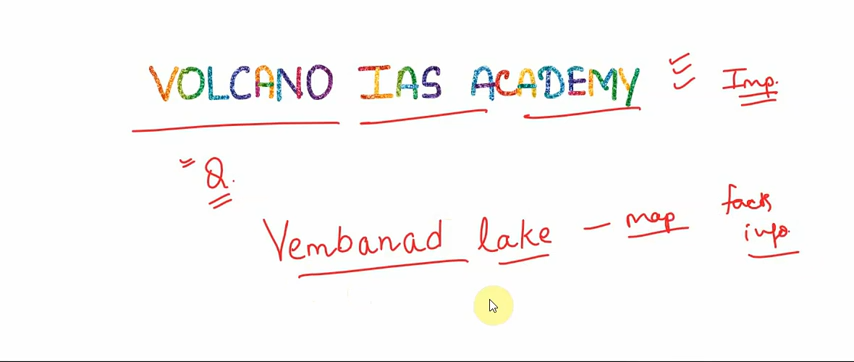 VOLCANO IAS ACADEMY Imp.
Q.
Vembanad lake - map facts
info